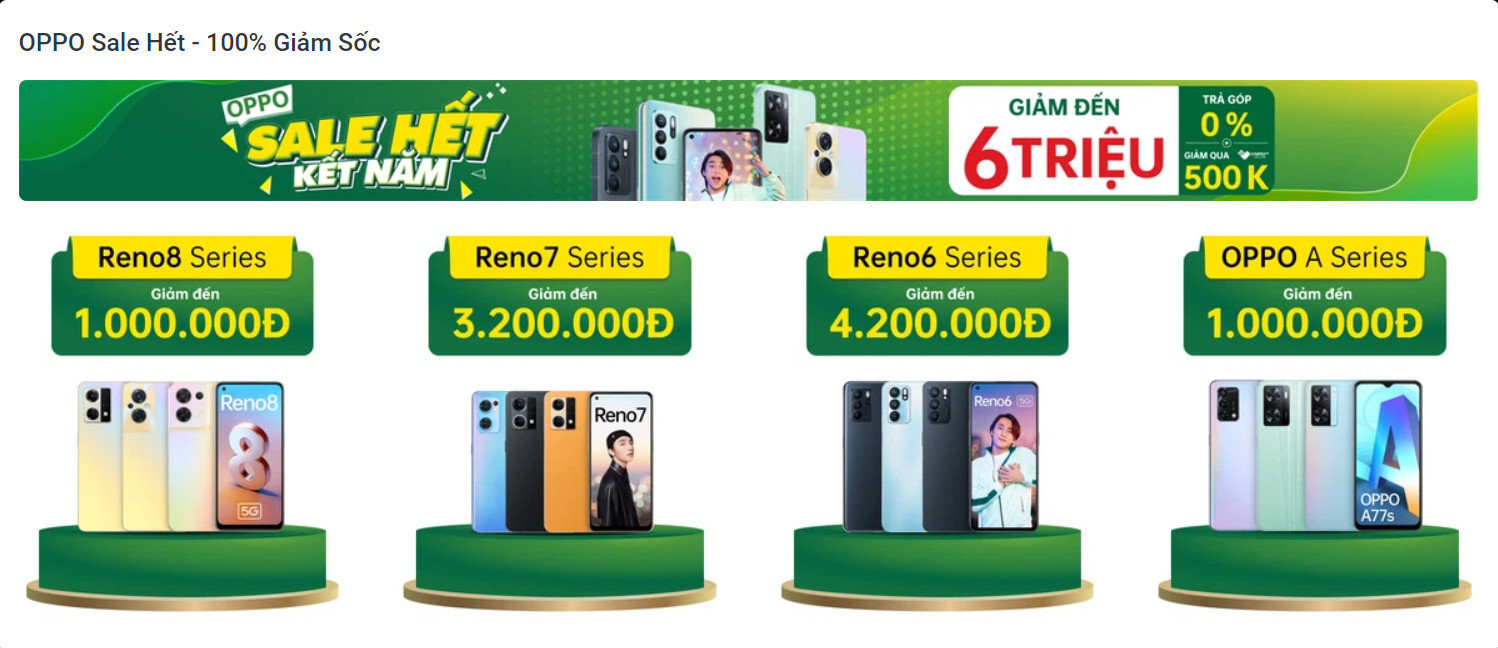 OPPO Sale Hết - 100% Giảm Sốc
OPPO
SALE HẾT
KẾT NĂM
GIẢM ĐẾN
6 TRIỆU
TRẢ GÓP
0%
GIẢM QUA
500K
Reno8 Series
Giảm đến
1.000.000Đ
Reno8
5G
Reno7 Series
Giảm đến
3.200.000Đ
Reno7
Reno6 Series
Giảm đến
4.200.000Đ
Reno6 5G
OPPO A Series
Giảm đến
1.000.000Đ
A
OPPO
A77s